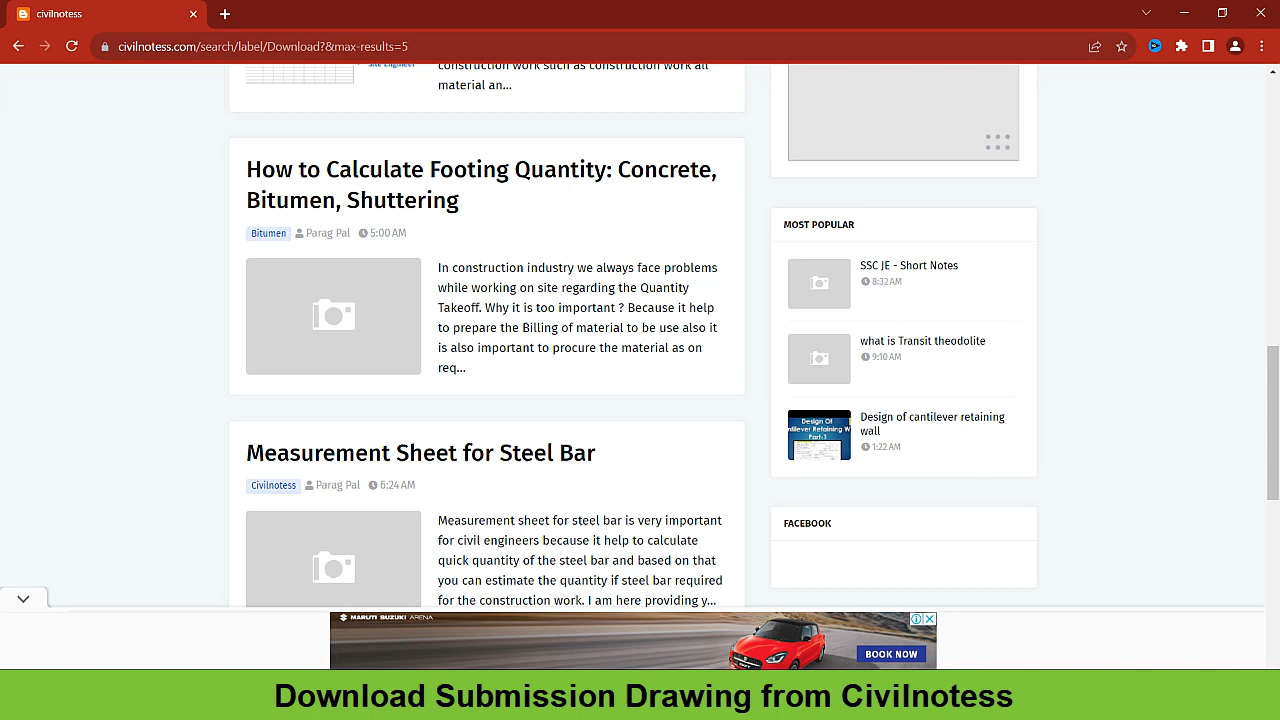 civilnotess
civilnotess.com/search/label/Download?&max-results=5
construction work such as construction work all
material an...
How to Calculate Footing Quantity: Concrete,
Bitumen, Shuttering
Bitumen Parag Pal 5:00 AM
In construction industry we always face problems
while working on site regarding the Quantity
Takeoff. Why it is too important ? Because it help
to prepare the Billing of material to be use also it
is also important to procure the material as on
req...
Measurement Sheet for Steel Bar
Civilnotess Parag Pal 6:24 AM
Measurement sheet for steel bar is very important
for civil engineers because it help to calculate
quick quantity of the steel bar and based on that
you can estimate the quantity if steel bar required
for the construction work. I am here providing y...
MOST POPULAR
SSC JE - Short Notes
8:32 AM
what is Transit theodolite
9:10 AM
Design Of
Retaining W
Part-1
Design of cantilever retaining
wall
1:22 AM
FACEBOOK
MARUTI SUZUKI ARENA
BOOK NOW
Download Submission Drawing from Civilnotess